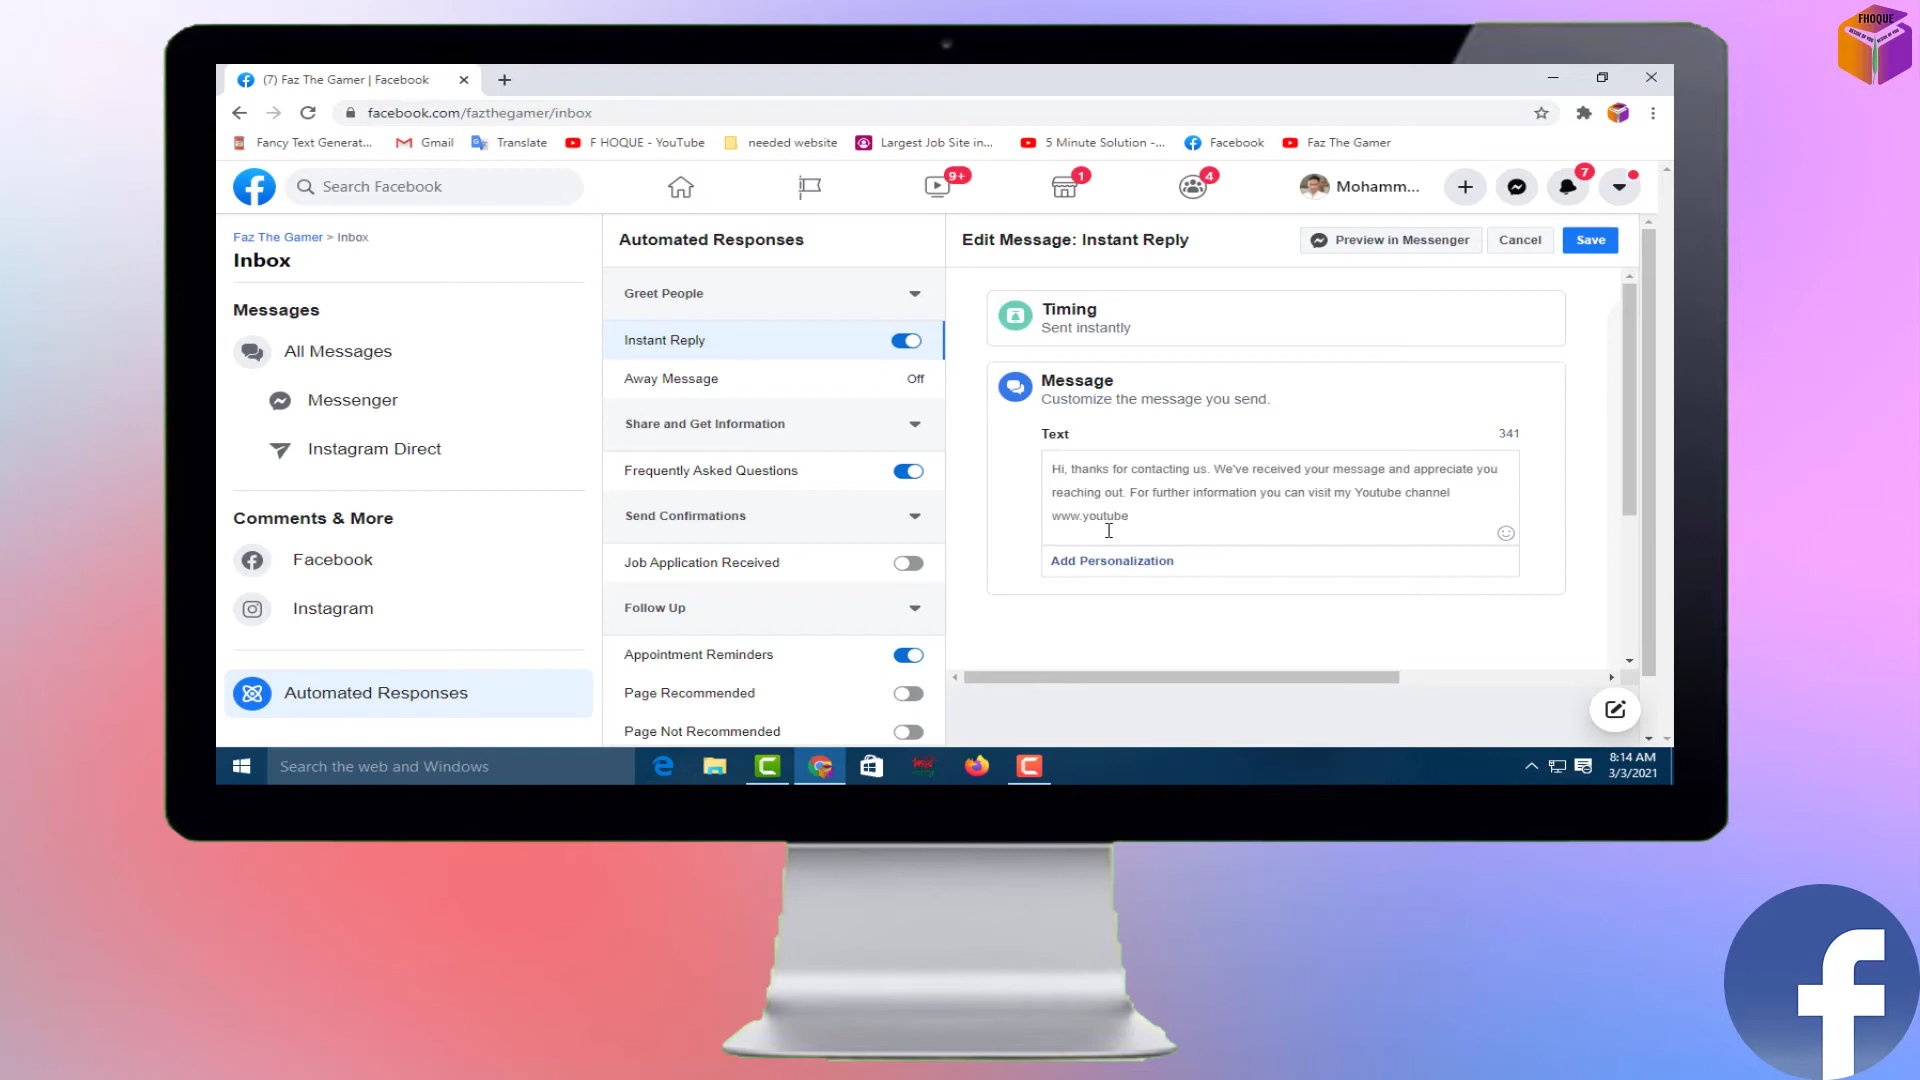 FHOQUE
DESIGN BY YOU
DESIGN BY YOU
(7) Faz The Gamer | Facebook
facebook.com/fazthegamer/inbox
Fancy Text Generat...
Gmail
Translate
F HOQUE - YouTube
needed website
Largest Job Site in...
5 Minute Solution -...
Facebook
Faz The Gamer
Search Facebook
9+
1
4
Mohamm...
7
Faz The Gamer > Inbox
Inbox
Messages
All Messages
Messenger
Instagram Direct
Comments & More
Facebook
Instagram
Automated Responses
Automated Responses
Greet People
Instant Reply
Away Message
Off
Share and Get Information
Frequently Asked Questions
Send Confirmations
Job Application Received
Follow Up
Appointment Reminders
Page Recommended
Page Not Recommended
Edit Message: Instant Reply
Preview in Messenger
Cancel
Save
Timing
Sent instantly
Message
Customize the message you send.
Text
341
Hi, thanks for contacting us. We've received your message and appreciate you
reaching out. For further information you can visit my Youtube channel
www.youtube
Add Personalization
Search the web and Windows
8:14 AM
3/3/2021